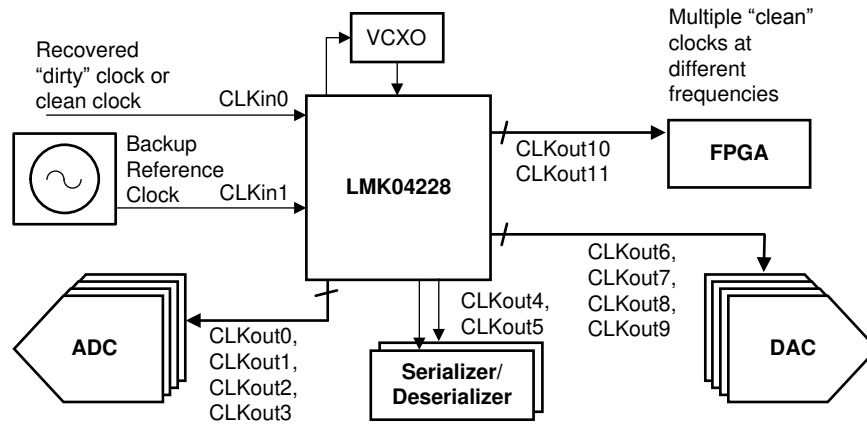 VCXO
Multiple “clean”
clocks at
different
frequencies
Recovered
“dirty” clock or
clean clock
CLKin0
Backup
Reference
Clock
CLKin1
LMK04228
CLKout10
CLKout11
FPGA
CLKout6,
CLKout7,
CLKout8,
CLKout9
DAC
CLKout4,
CLKout5
Serializer/
Deserializer
ADC
CLKout0,
CLKout1,
CLKout2,
CLKout3